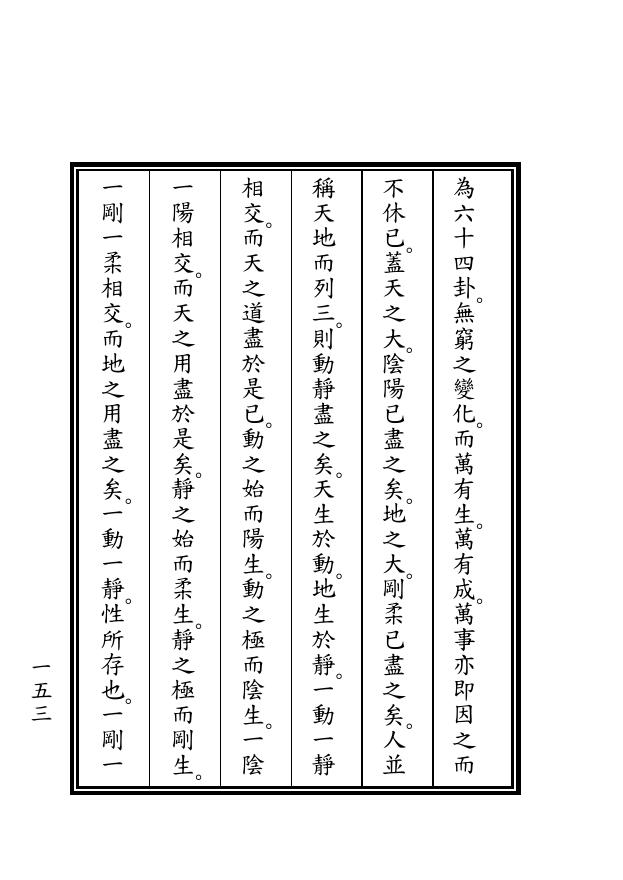 為六十四卦。無窮之變化。而萬有生。萬有成。萬事亦即因之而
不休已。蓋天之大。陰陽已盡之矣。地之大。剛柔已盡之矣。人並
稱天地而列三。則動靜盡之矣。天生於動。地生於靜。一動一靜
相交。而天之道盡於是已。動之始而陽生。動之極而陰生。一陰
一陽相交。而天之用盡於是矣。靜之始而柔生。靜之極而剛生。
一剛一柔相交。而地之用盡之矣。一動一靜。性所存也。一剛一
一五三